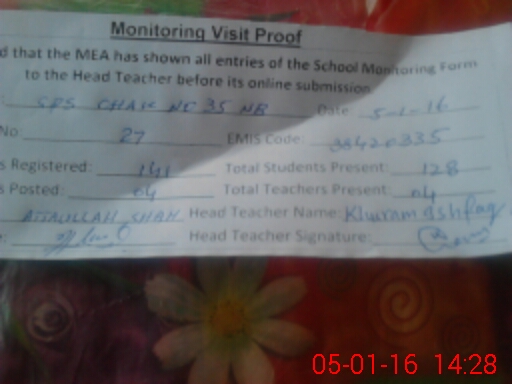 Monitoring Visit Proof
d that the MEA has shown all entries of the School Monitoring Form
to the Head Teacher before its online submission
SPS CHAK NO 35 NB Date: 5-1-16
No 27 EMIS Code: 38420335
s Registered: 141 Total Students Present: 128
s Posted: 04 Total Teachers Present: 04
ATTAULLAH SHAH Head Teacher Name: Khuram ashfaq
Head Teacher Signature:
05-01-16 14:28